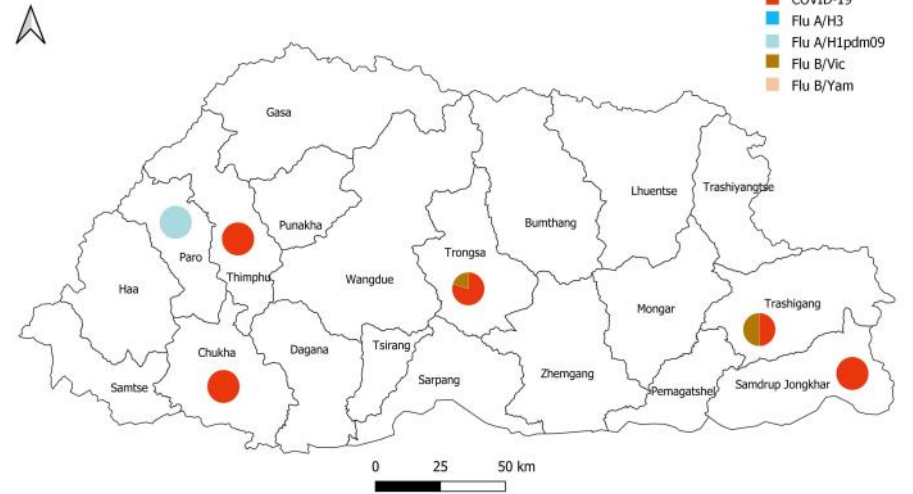 COVID-19
Flu A/H3
Flu A/H1pdm09
Flu B/Vic
Flu B/Yam
Gasa
Punakha
Lhuentse
Trashiyangtse
Bumthang
Paro
Thimphu
Trongsa
Wangdue
Haa
Mongar
Trashigang
Chukha
Dagana
Tsirang
Samtse
Sarpang
Zhemgang
Pemagatshel
Samdrup Jongkhar
0 25 50 km